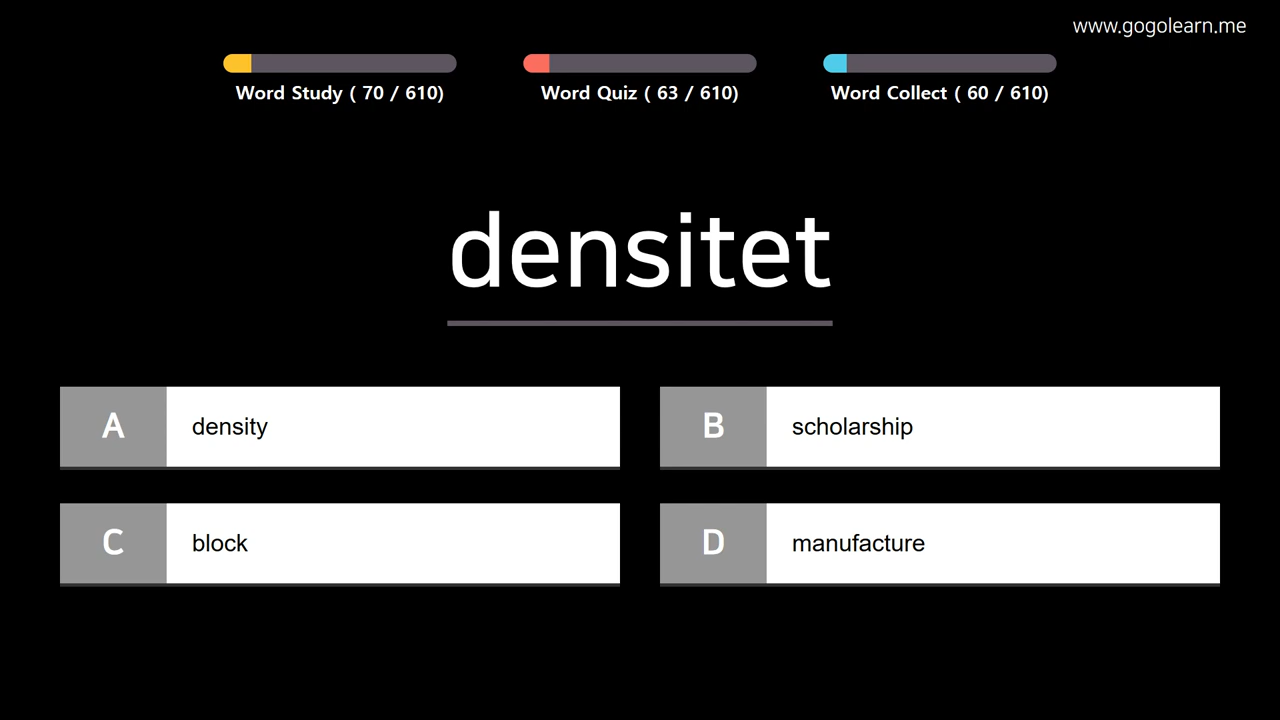 www.gogolearn.me
Word Study ( 70 / 610)
Word Quiz ( 63 / 610)
Word Collect ( 60 / 610)
densitet
A density
B scholarship
C block
D manufacture